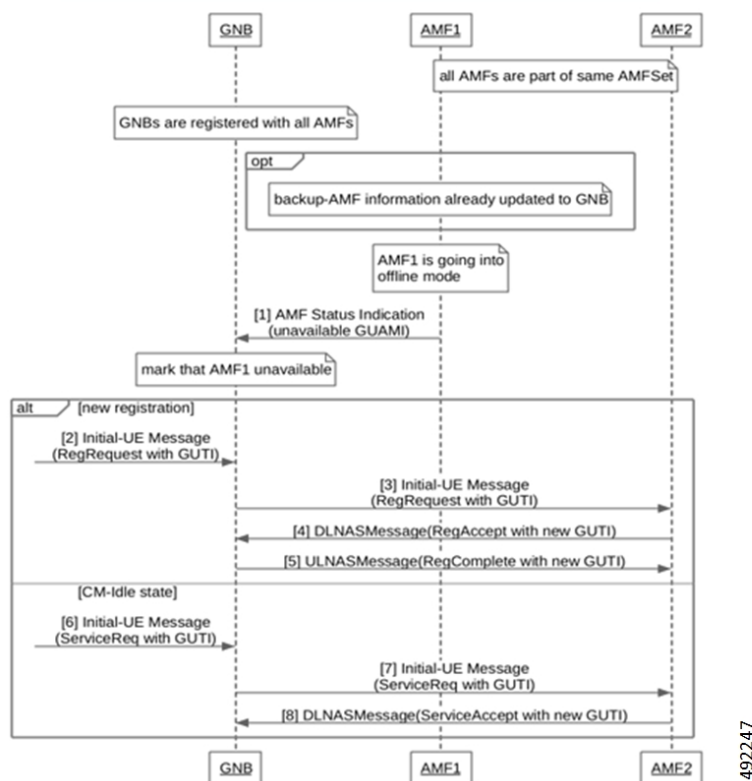 GNB AMF1 AMF2
all AMFs are part of same AMFSet
GNBs are registered with all AMFs
opt
backup-AMF information already updated to GNB
AMF1 is going into
offline mode
[1] AMF Status Indication
(unavailable GUAMI)
mark that AMF1 unavailable
alt [new registration]
[2] Initial-UE Message
(RegRequest with GUTI)
[3] Initial-UE Message
(RegRequest with GUTI)
[4] DLNASMessage(RegAccept with new GUTI)
[5] ULNASMessage(RegComplete with new GUTI)
[CM-Idle state]
[6] Initial-UE Message
(ServiceReq with GUTI)
[7] Initial-UE Message
(ServiceReq with GUTI)
[8] DLNASMessage(ServiceAccept with new GUTI)
GNB AMF1 AMF2
492247